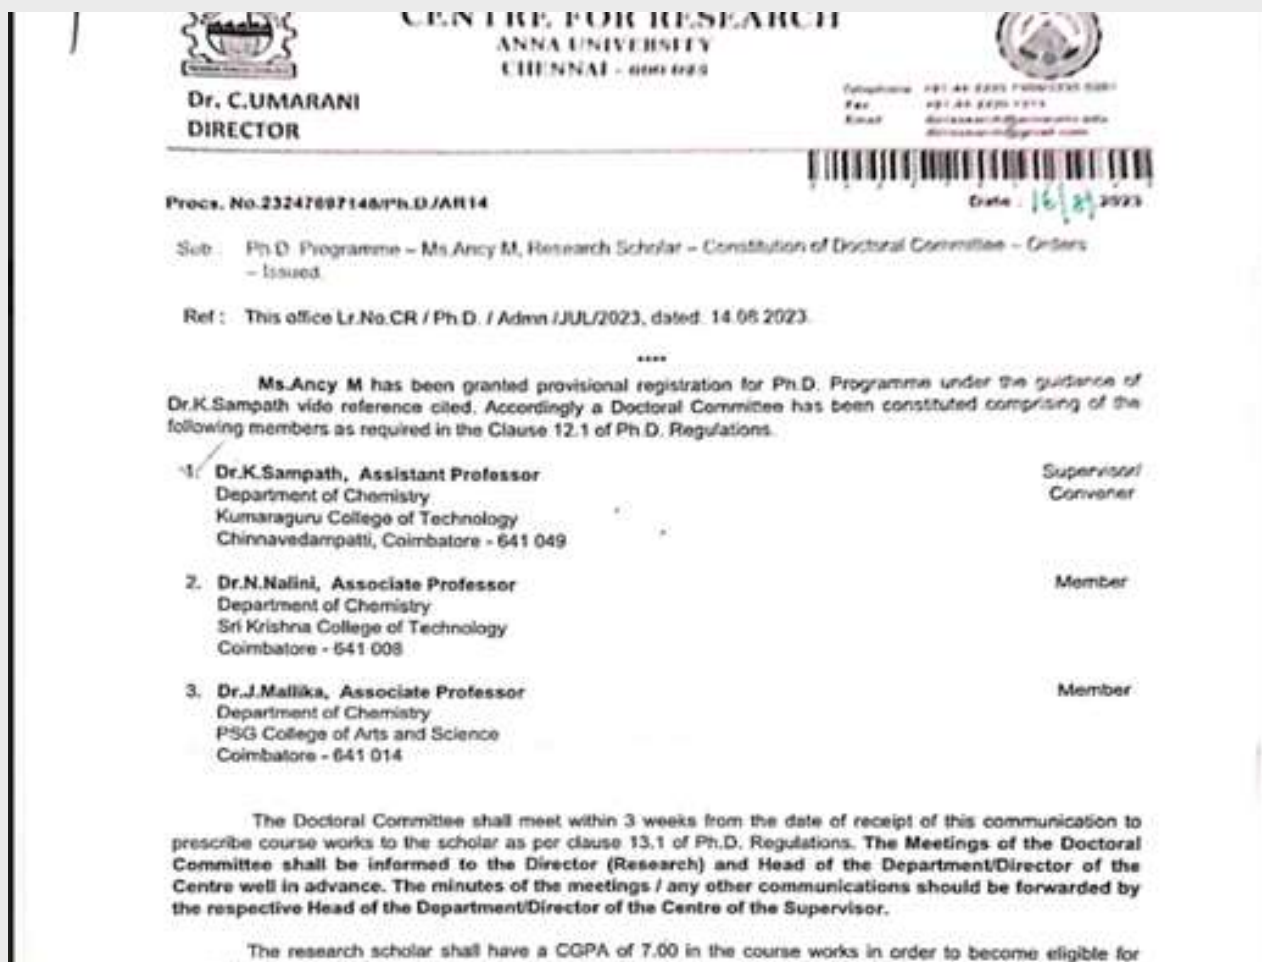 CENTRE FOR RESEARCH
ANNA UNIVERSITY
CHENNAI - 600 025
Dr. C.UMARANI
DIRECTOR
Telephone
Fax
Email
Procs. No.23247697146/Ph.D./AR14
Date : 16/8/2023
Sub : Ph.D. Programme – Ms.Ancy M, Research Scholar – Constitution of Doctoral Committee – Orders
– Issued.
Ref : This office Lr.No.CR / Ph.D. / Admn /JUL/2023, dated. 14.08.2023.
****
Ms.Ancy M has been granted provisional registration for Ph.D. Programme under the guidance of
Dr.K.Sampath vide reference cited. Accordingly a Doctoral Committee has been constituted comprising of the
following members as required in the Clause 12.1 of Ph.D. Regulations.
1. Dr.K.Sampath, Assistant Professor Supervisor/
Department of Chemistry Convener
Kumaraguru College of Technology
Chinnavedampatti, Coimbatore - 641 049
2. Dr.N.Nalini, Associate Professor Member
Department of Chemistry
Sri Krishna College of Technology
Coimbatore - 641 008
3. Dr.J.Mallika, Associate Professor Member
Department of Chemistry
PSG College of Arts and Science
Coimbatore - 641 014
The Doctoral Committee shall meet within 3 weeks from the date of receipt of this communication to
prescribe course works to the scholar as per clause 13.1 of Ph.D. Regulations. The Meetings of the Doctoral
Committee shall be informed to the Director (Research) and Head of the Department/Director of the
Centre well in advance. The minutes of the meetings / any other communications should be forwarded by
the respective Head of the Department/Director of the Centre of the Supervisor.
The research scholar shall have a CGPA of 7.00 in the course works in order to become eligible for